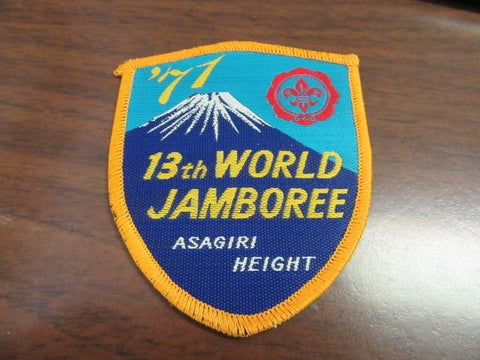 '71
13th WORLD
JAMBOREE
ASAGIRI
HEIGHT